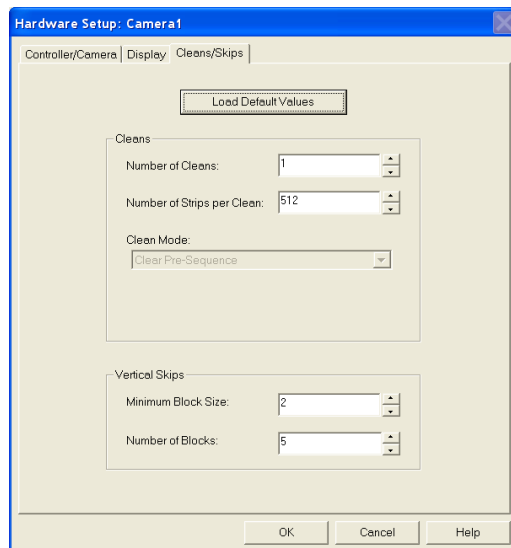 Hardware Setup: Camera1
Controller/Camera Display Cleans/Skips
Load Default Values
Cleans
Number of Cleans: 1
Number of Strips per Clean: 512
Clean Mode:
Clear Pre-Sequence
Vertical Skips
Minimum Block Size: 2
Number of Blocks: 5
OK Cancel Help